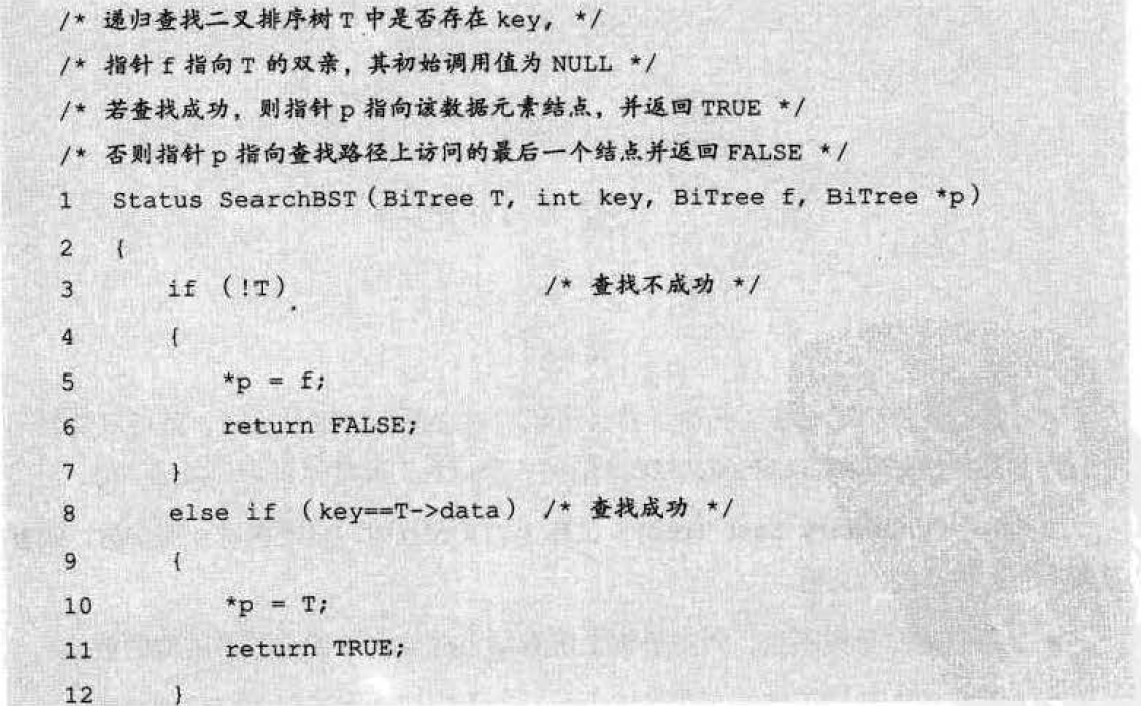 /* 递归查找二叉排序树 T 中是否存在 key, */
/* 指针 f 指向 T 的双亲，其初始调用值为 NULL */
/* 若查找成功，则指针 p 指向该数据元素结点，并返回 TRUE */
/* 否则指针 p 指向查找路径上访问的最后一个结点并返回 FALSE */
1 Status SearchBST(BiTree T, int key, BiTree f, BiTree *p)
2 {
3 if (!T) /* 查找不成功 */
4 {
5 *p = f;
6 return FALSE;
7 }
8 else if (key==T->data) /* 查找成功 */
9 {
10 *p = T;
11 return TRUE;
12 }